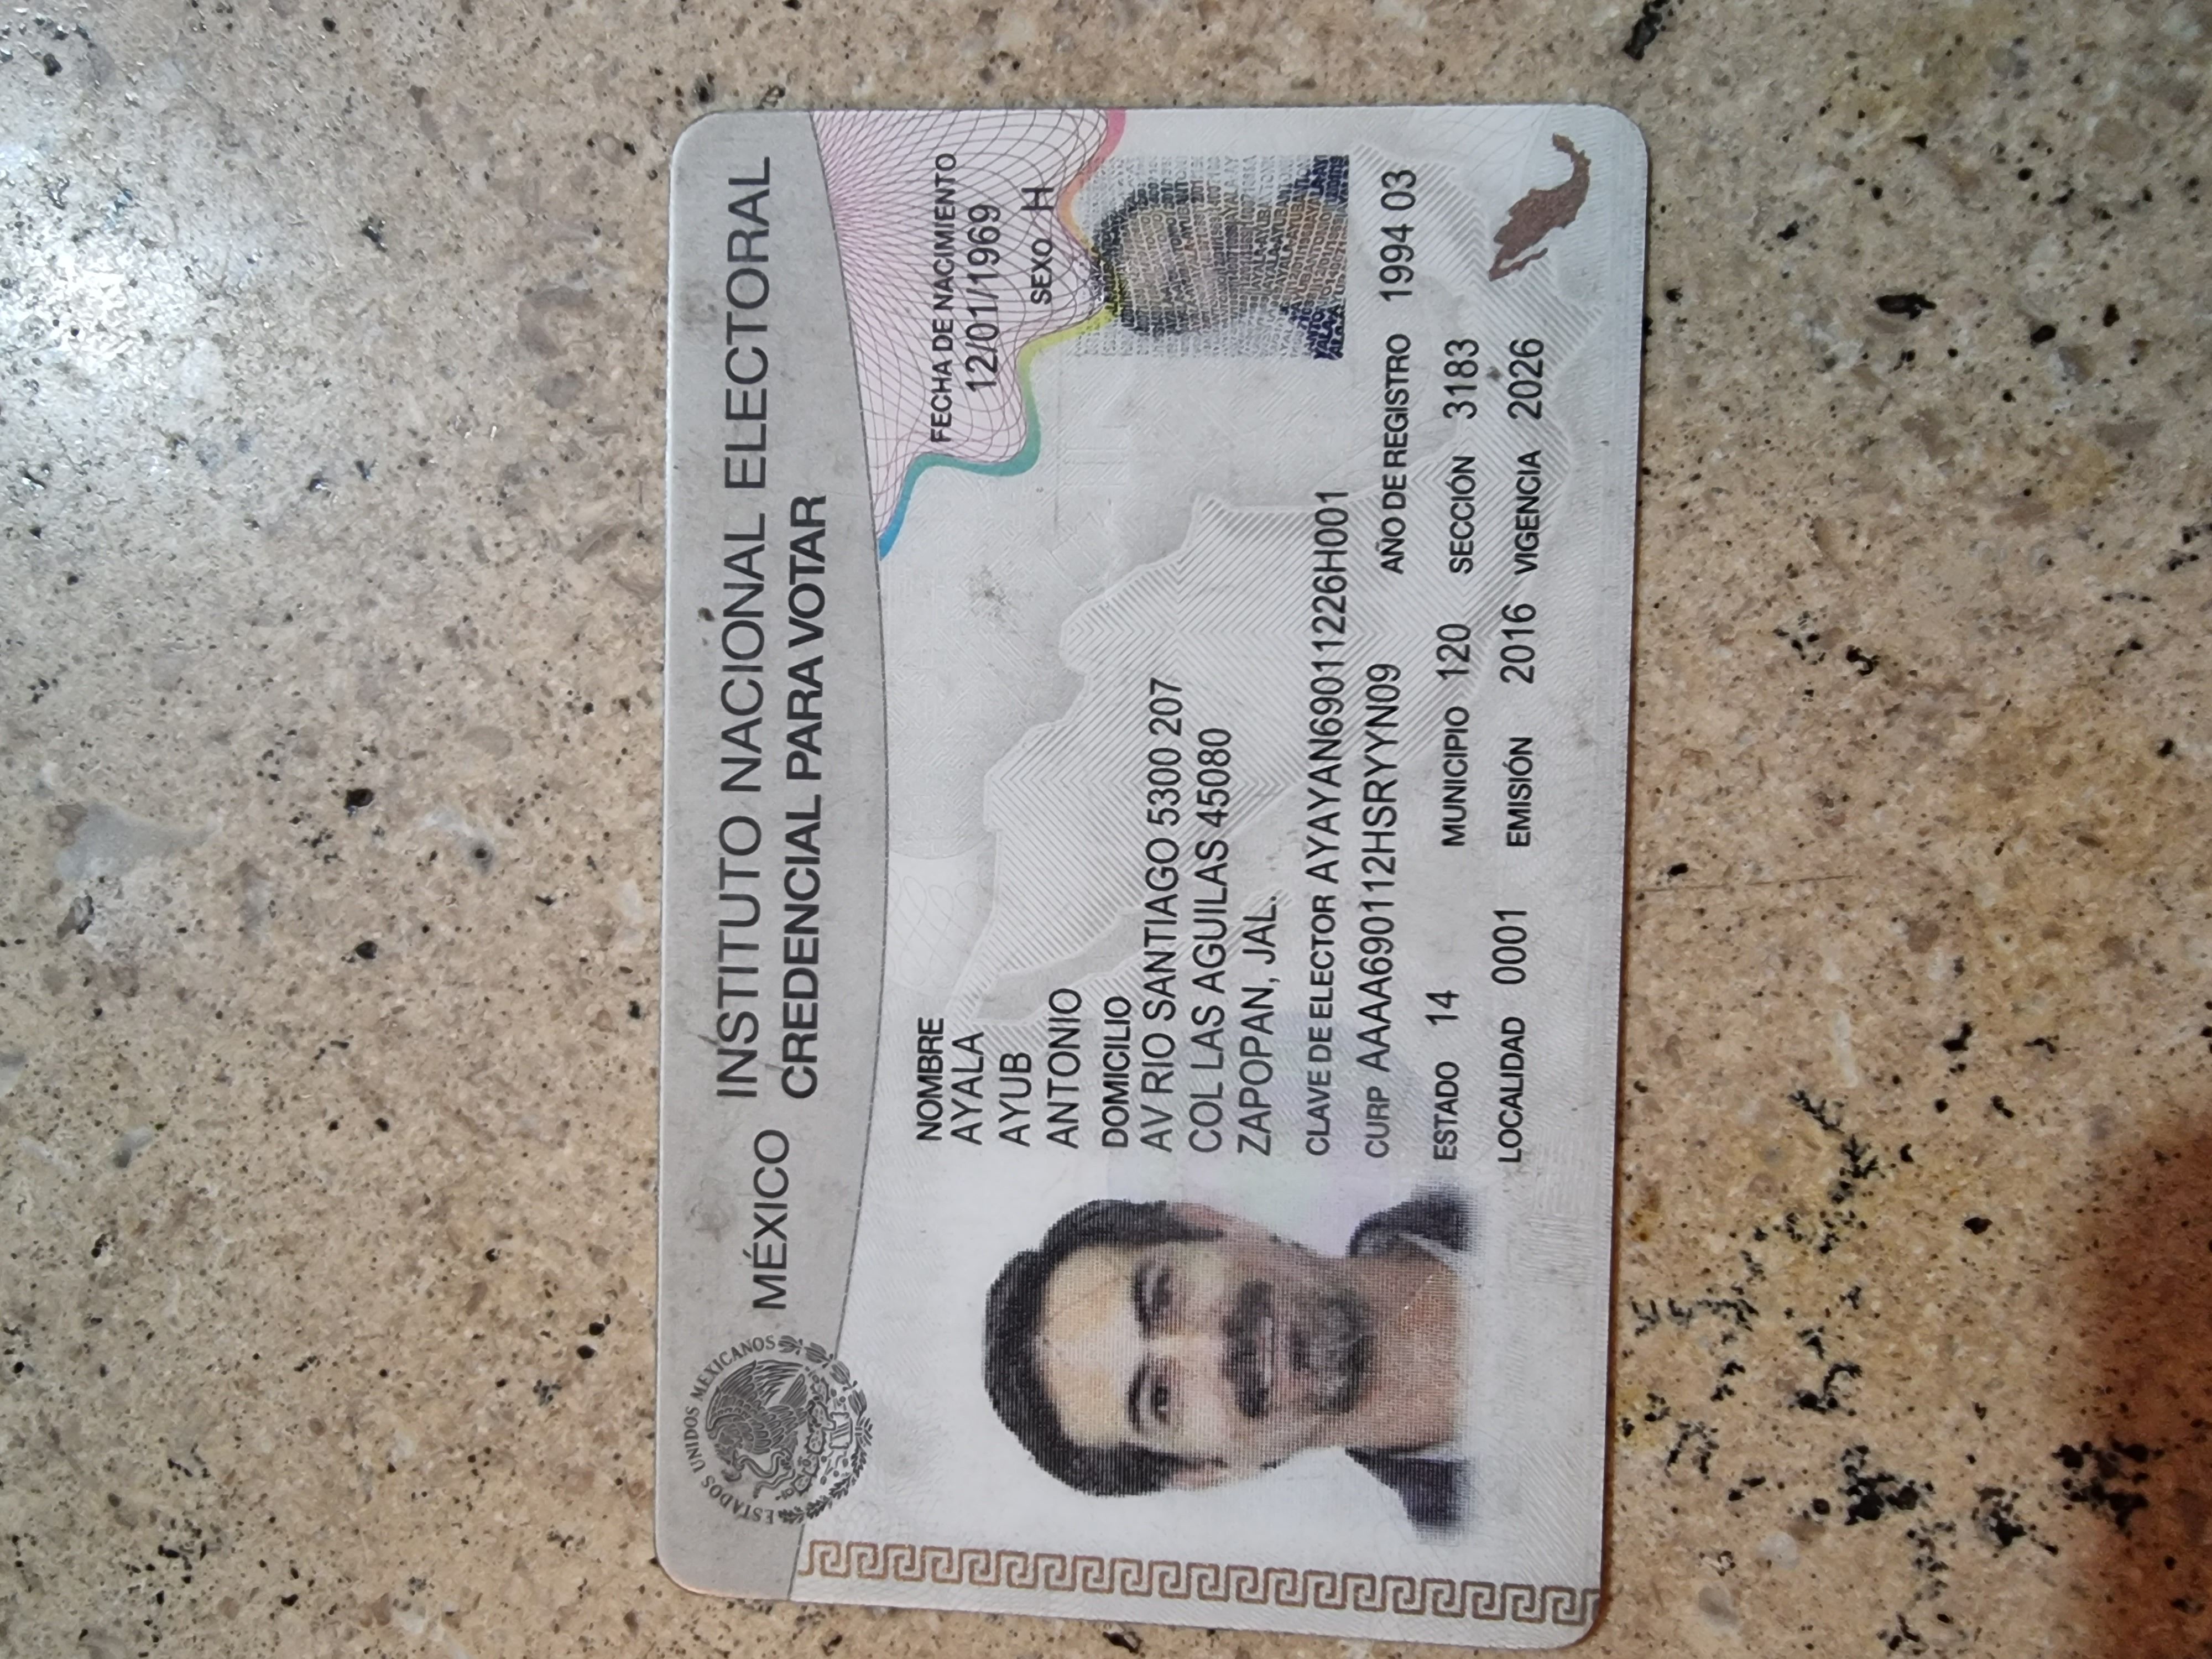 ESTADOS UNIDOS MEXICANOS
MÉXICO
INSTITUTO NACIONAL ELECTORAL
CREDENCIAL PARA VOTAR
NOMBRE
AYALA
AYUB
ANTONIO
FECHA DE NACIMIENTO
12/01/1969
SEXO H
DOMICILIO
AV RIO SANTIAGO 5300 207
COL LAS AGUILAS 45080
ZAPOPAN, JAL.
CLAVE DE ELECTOR AYAYAN69011226H001
CURP AAAA690112HSRYYN09
AÑO DE REGISTRO 1994 03
ESTADO 14 MUNICIPIO 120 SECCIÓN 3183
LOCALIDAD 0001 EMISIÓN 2016 VIGENCIA 2026